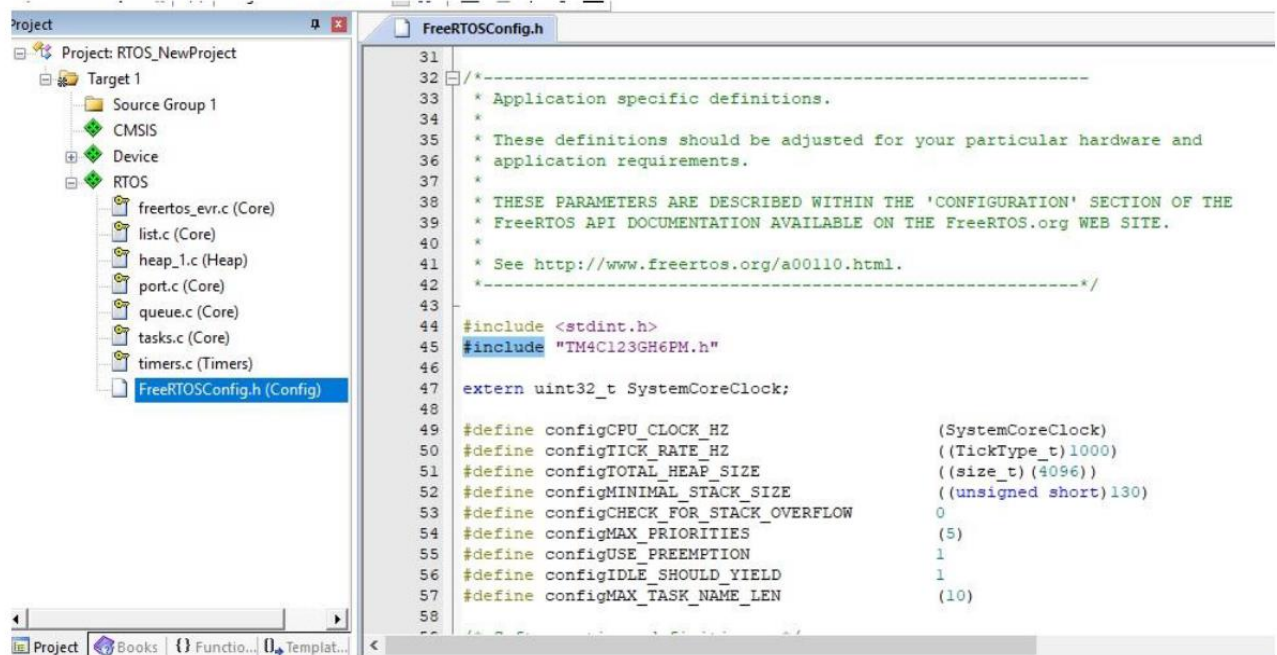 Project
Project: RTOS_NewProject
Target 1
Source Group 1
CMSIS
Device
RTOS
freertos_evr.c (Core)
list.c (Core)
heap_1.c (Heap)
port.c (Core)
queue.c (Core)
tasks.c (Core)
timers.c (Timers)
FreeRTOSConfig.h (Config)
Project Books {} Functio... 0 Templat...
FreeRTOSConfig.h
31
32 /*-----------------------------------------------------------
33 * Application specific definitions.
34 *
35 * These definitions should be adjusted for your particular hardware and
36 * application requirements.
37 *
38 * THESE PARAMETERS ARE DESCRIBED WITHIN THE 'CONFIGURATION' SECTION OF THE
39 * FreeRTOS API DOCUMENTATION AVAILABLE ON THE FreeRTOS.org WEB SITE.
40 *
41 * See http://www.freertos.org/a00110.html.
42 *----------------------------------------------------------*/
43
44 #include <stdint.h>
45 #include "TM4C123GH6PM.h"
46
47 extern uint32_t SystemCoreClock;
48
49 #define configCPU_CLOCK_HZ (SystemCoreClock)
50 #define configTICK_RATE_HZ ((TickType_t)1000)
51 #define configTOTAL_HEAP_SIZE ((size_t)(4096))
52 #define configMINIMAL_STACK_SIZE ((unsigned short)130)
53 #define configCHECK_FOR_STACK_OVERFLOW 0
54 #define configMAX_PRIORITIES (5)
55 #define configUSE_PREEMPTION 1
56 #define configIDLE_SHOULD_YIELD 1
57 #define configMAX_TASK_NAME_LEN (10)
58